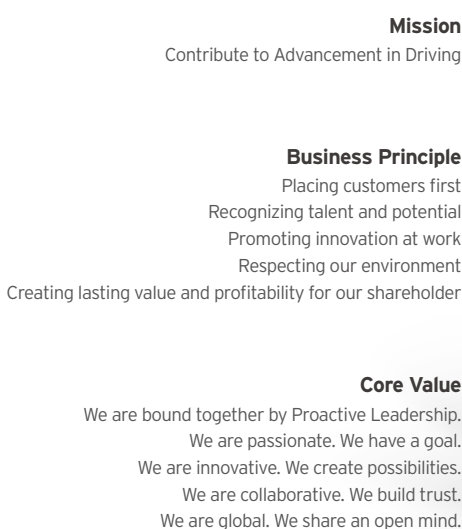 Mission
Contribute to Advancement in Driving
Business Principle
Placing customers first
Recognizing talent and potential
Promoting innovation at work
Respecting our environment
Creating lasting value and profitability for our shareholder
Core Value
We are bound together by Proactive Leadership.
We are passionate. We have a goal.
We are innovative. We create possibilities.
We are collaborative. We build trust.
We are global. We share an open mind.